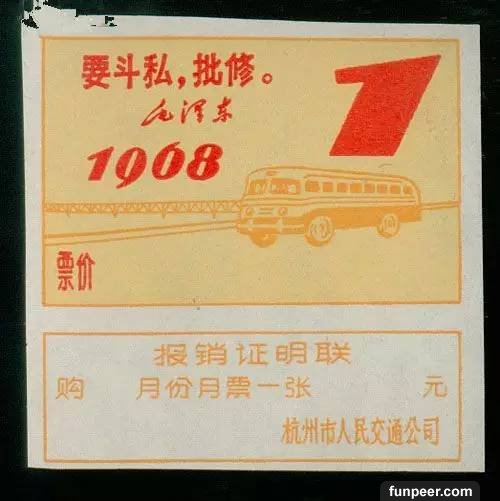 要斗私，批修。
毛泽东
1968
1
票价
报销证明联
购 月份月票一张 元
杭州市人民交通公司
funpeer.com